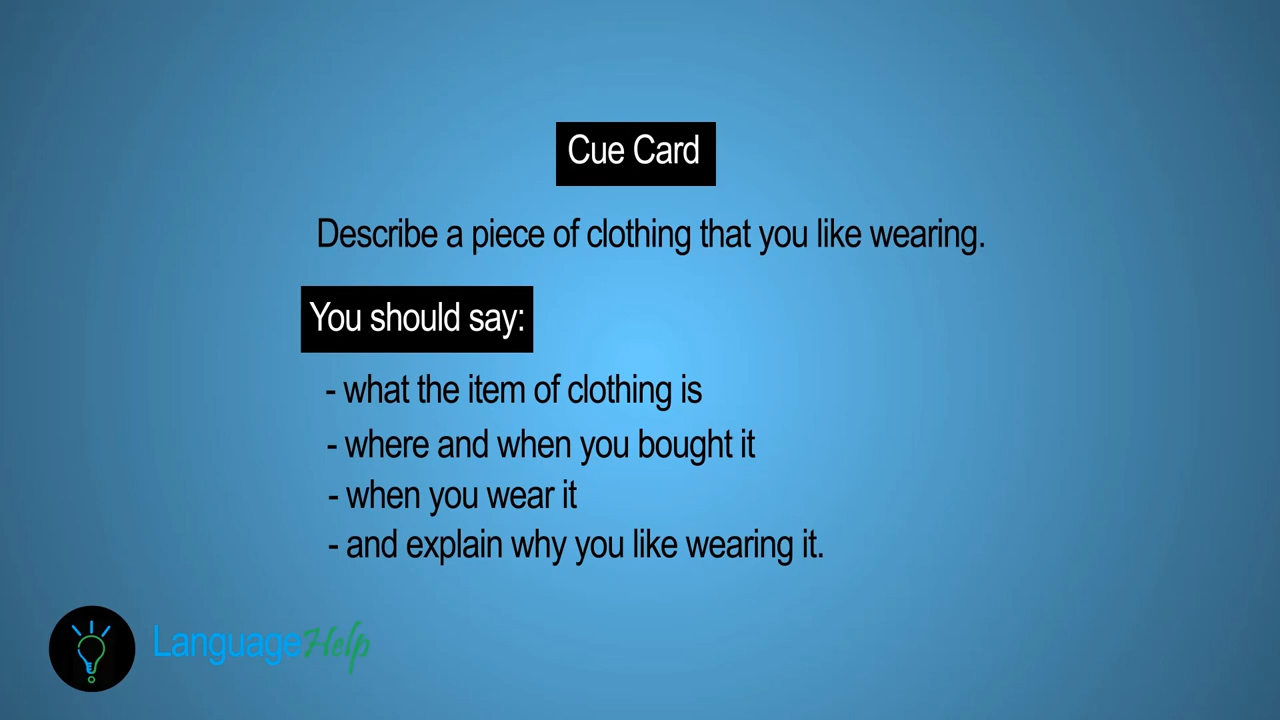 Cue Card
Describe a piece of clothing that you like wearing.
You should say:
- what the item of clothing is
- where and when you bought it
- when you wear it
- and explain why you like wearing it.
LanguageHelp